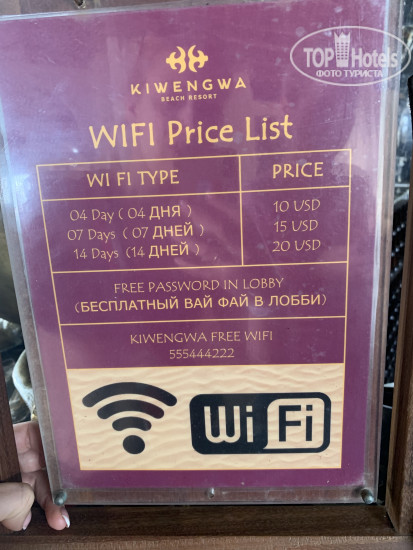 TOP Hotels
ФОТО ТУРИСТА
KIWENGWA
BEACH RESORT
WIFI Price List
WI FI TYPE PRICE
04 Day ( 04 ДНЯ ) 10 USD
07 Days ( 07 ДНЕЙ ) 15 USD
14 Days (14 ДНЕЙ ) 20 USD
FREE PASSWORD IN LOBBY
(БЕСПЛАТНЫЙ ВАЙ ФАЙ В ЛОББИ)
KIWENGWA FREE WIFI
555444222
Wi Fi